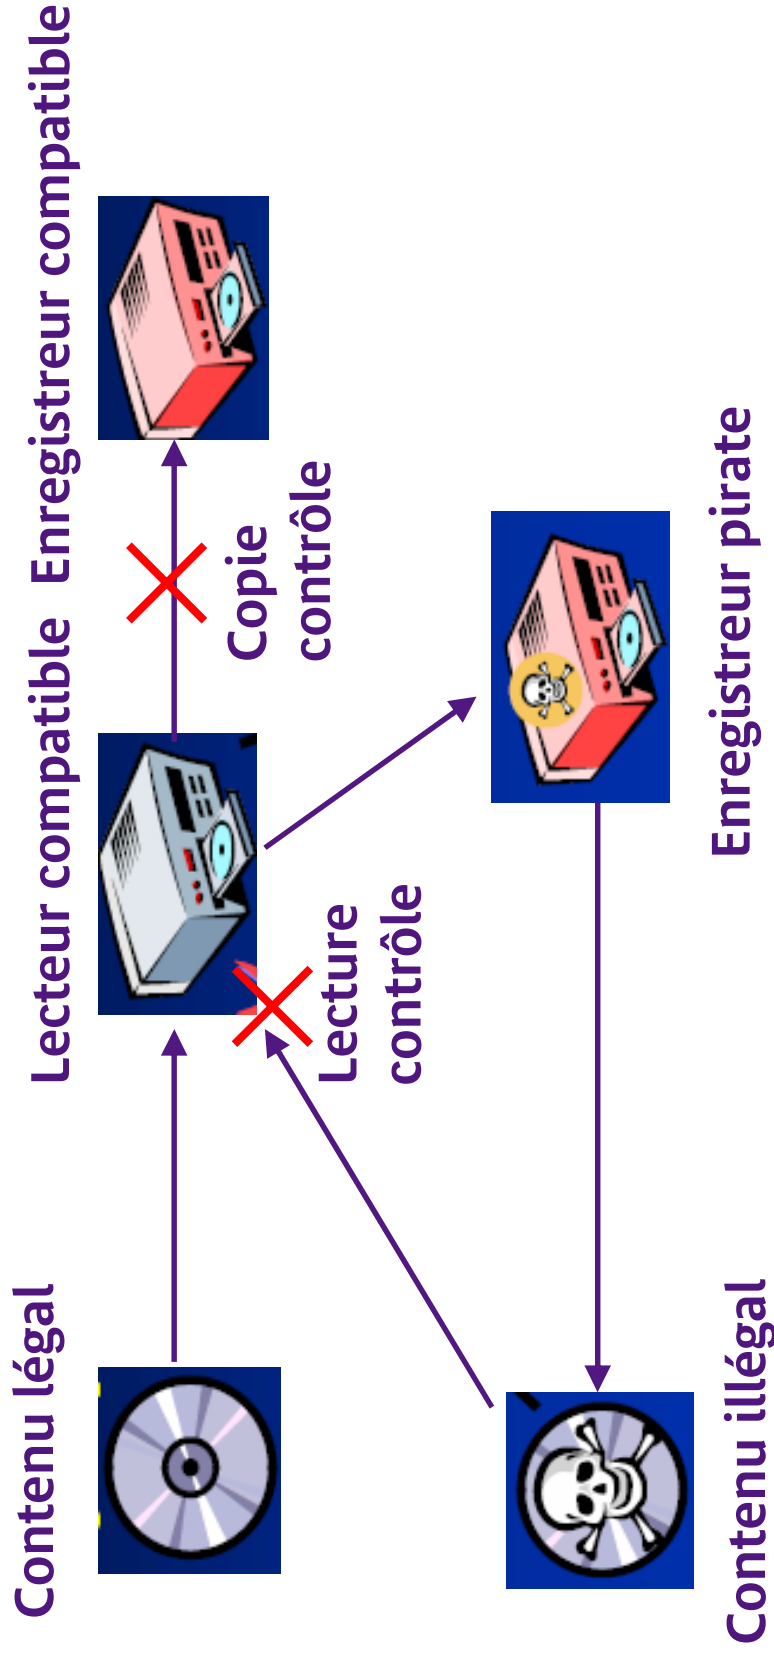 Contenu légal
Lecteur compatible
Enregistreur compatible
Copie
contrôle
Lecture
contrôle
Contenu illégal
Enregistreur pirate